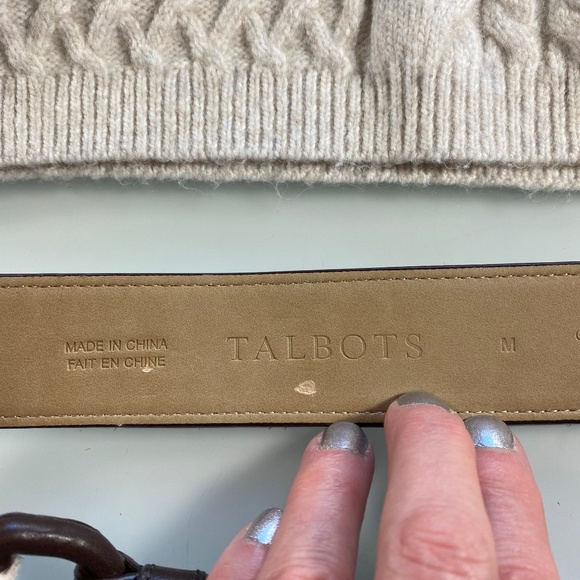 MADE IN CHINA
FAIT EN CHINE
TALBOTS
M